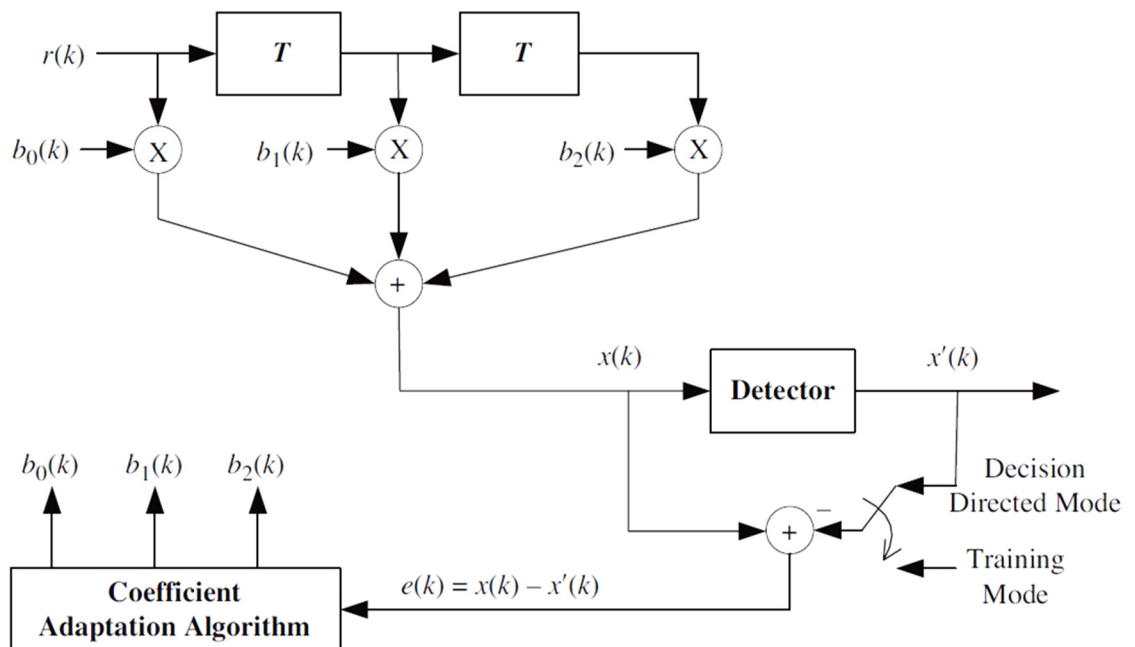 r(k)
T
T
b₀(k)
X
b₁(k)
X
b₂(k)
X
+
x(k)
Detector
x′(k)
b₀(k)
b₁(k)
b₂(k)
Decision
Directed Mode
−
+
Training
Mode
Coefficient
Adaptation Algorithm
e(k) = x(k) − x′(k)